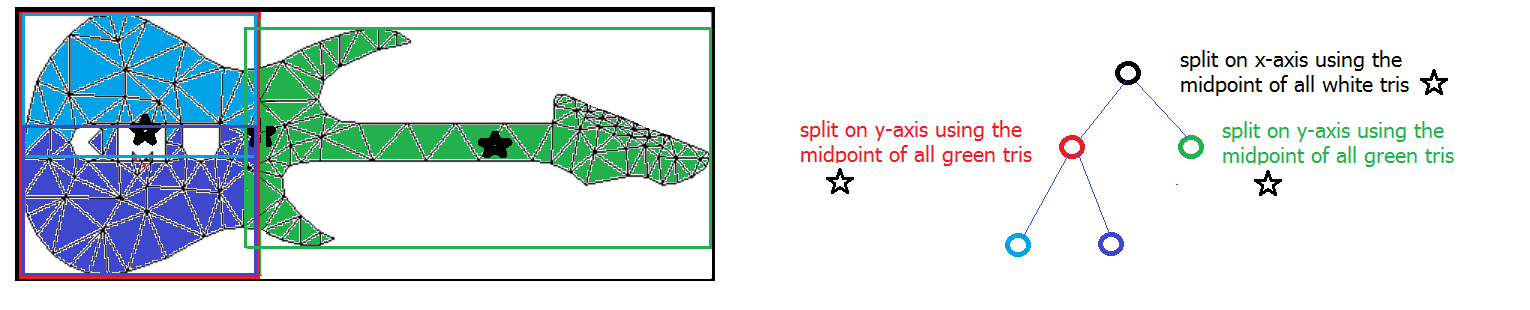 split on x-axis using the
midpoint of all white tris
split on y-axis using the
midpoint of all green tris
split on y-axis using the
midpoint of all green tris